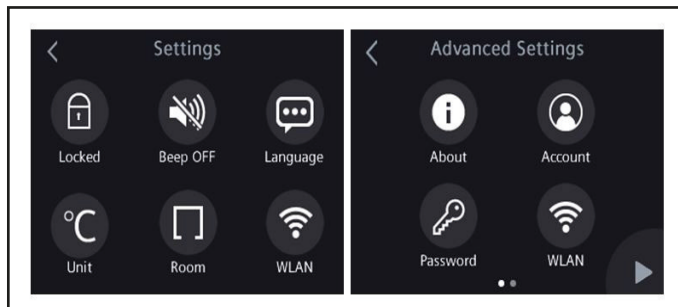 Settings
Locked Beep OFF Language
°C
Unit Room WLAN
Advanced Settings
About Account
Password WLAN